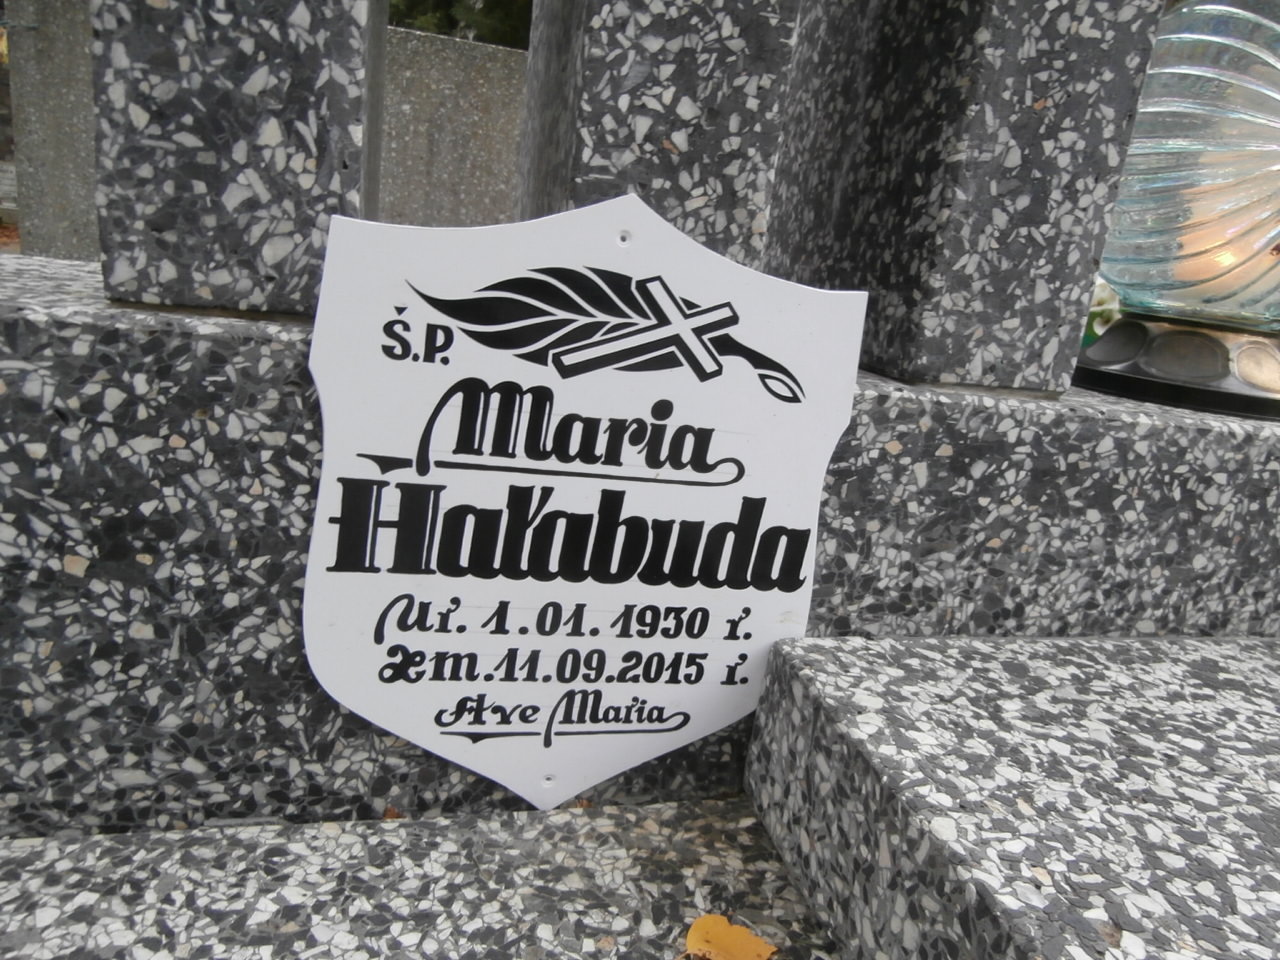 Ś.P.
Maria
Hałabuda
Ur. 1.01.1930 r.
zm. 11.09.2015 r.
Ave Maria